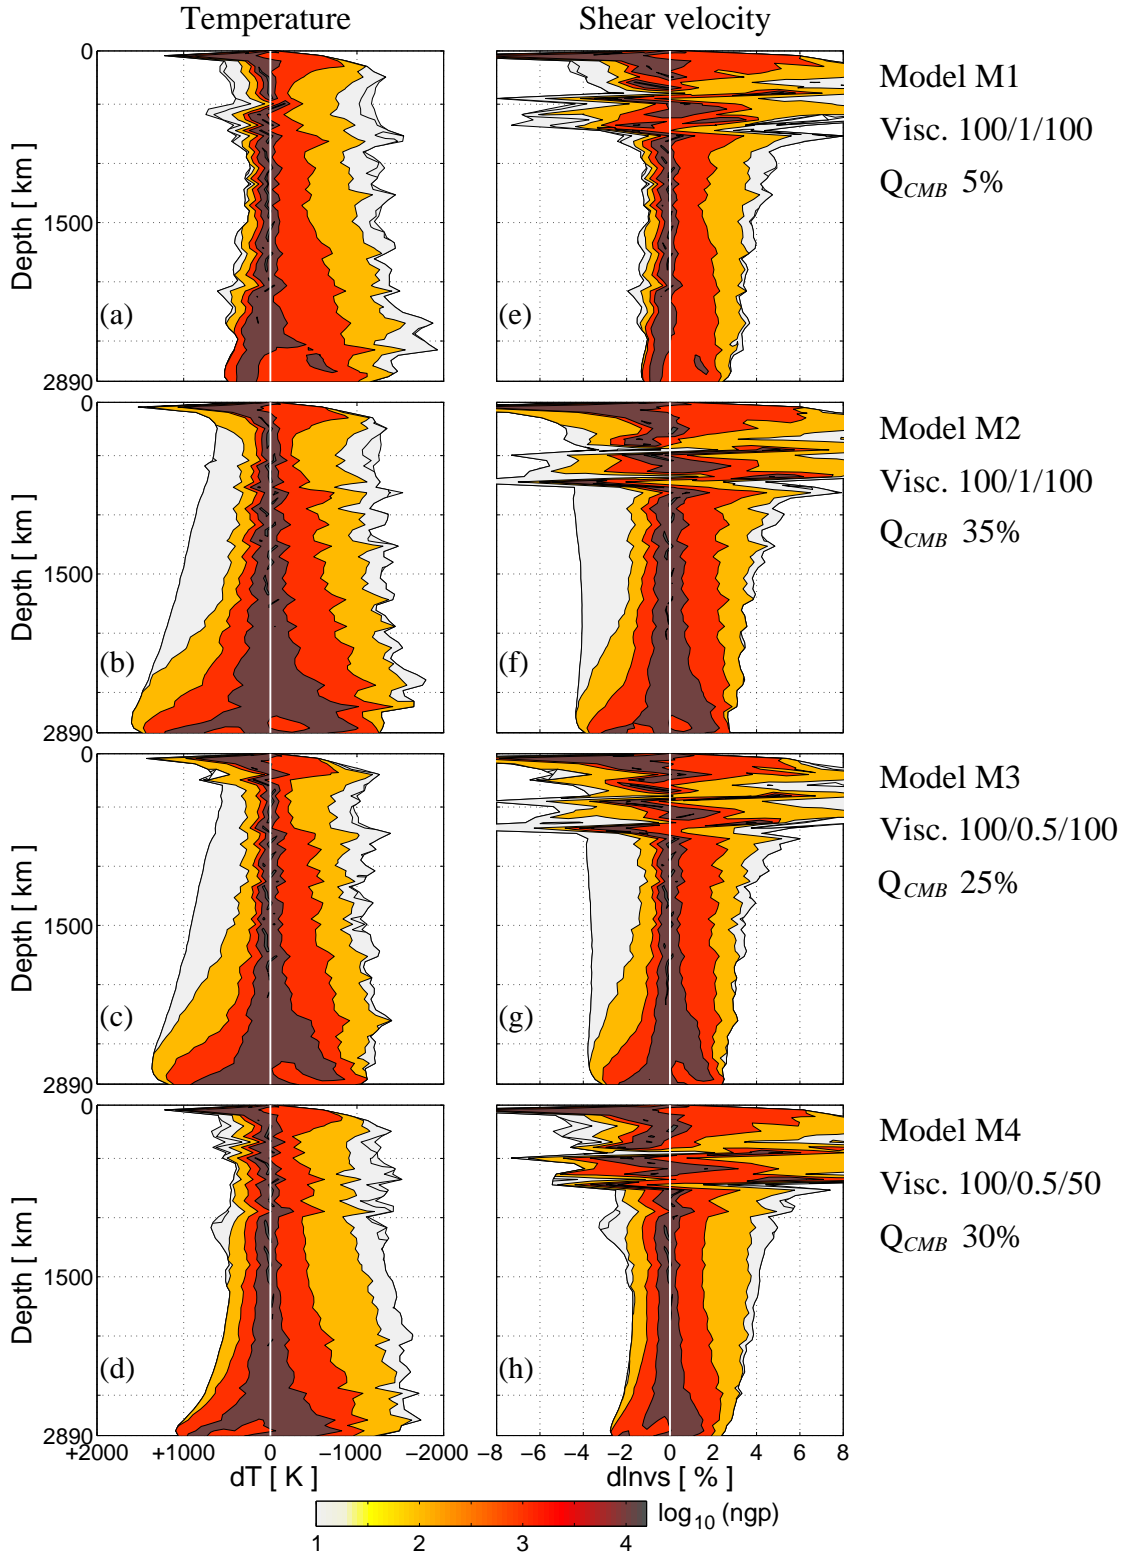 Temperature Shear velocity
0
1500
2890
Depth [ km ]
(a)
(e)
Model M1
Visc. 100/1/100
QCMB 5%
0
1500
2890
Depth [ km ]
(b)
(f)
Model M2
Visc. 100/1/100
QCMB 35%
0
1500
2890
Depth [ km ]
(c)
(g)
Model M3
Visc. 100/0.5/100
QCMB 25%
0
1500
2890
Depth [ km ]
(d)
(h)
Model M4
Visc. 100/0.5/50
QCMB 30%
+2000 +1000 0 −1000 −2000
−8 −6 −4 −2 0 2 4 6 8
dT [ K ]
dlnvs [ % ]
log10 (ngp)
1 2 3 4